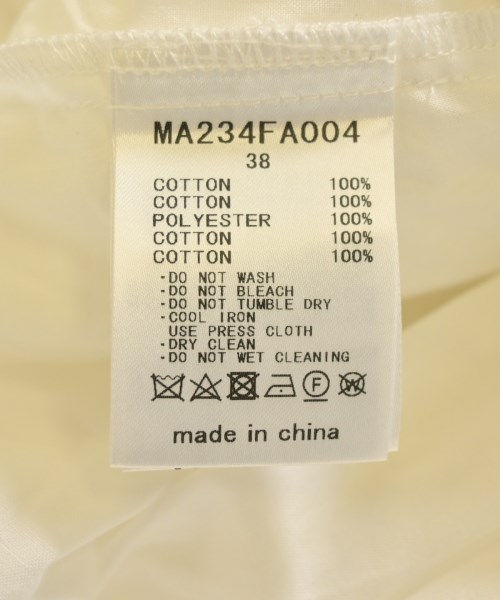 MA234FA004
38
COTTON 100%
COTTON 100%
POLYESTER 100%
COTTON 100%
COTTON 100%
-DO NOT WASH
-DO NOT BLEACH
-DO NOT TUMBLE DRY
-COOL IRON
USE PRESS CLOTH
-DRY CLEAN
-DO NOT WET CLEANING
F W
made in china